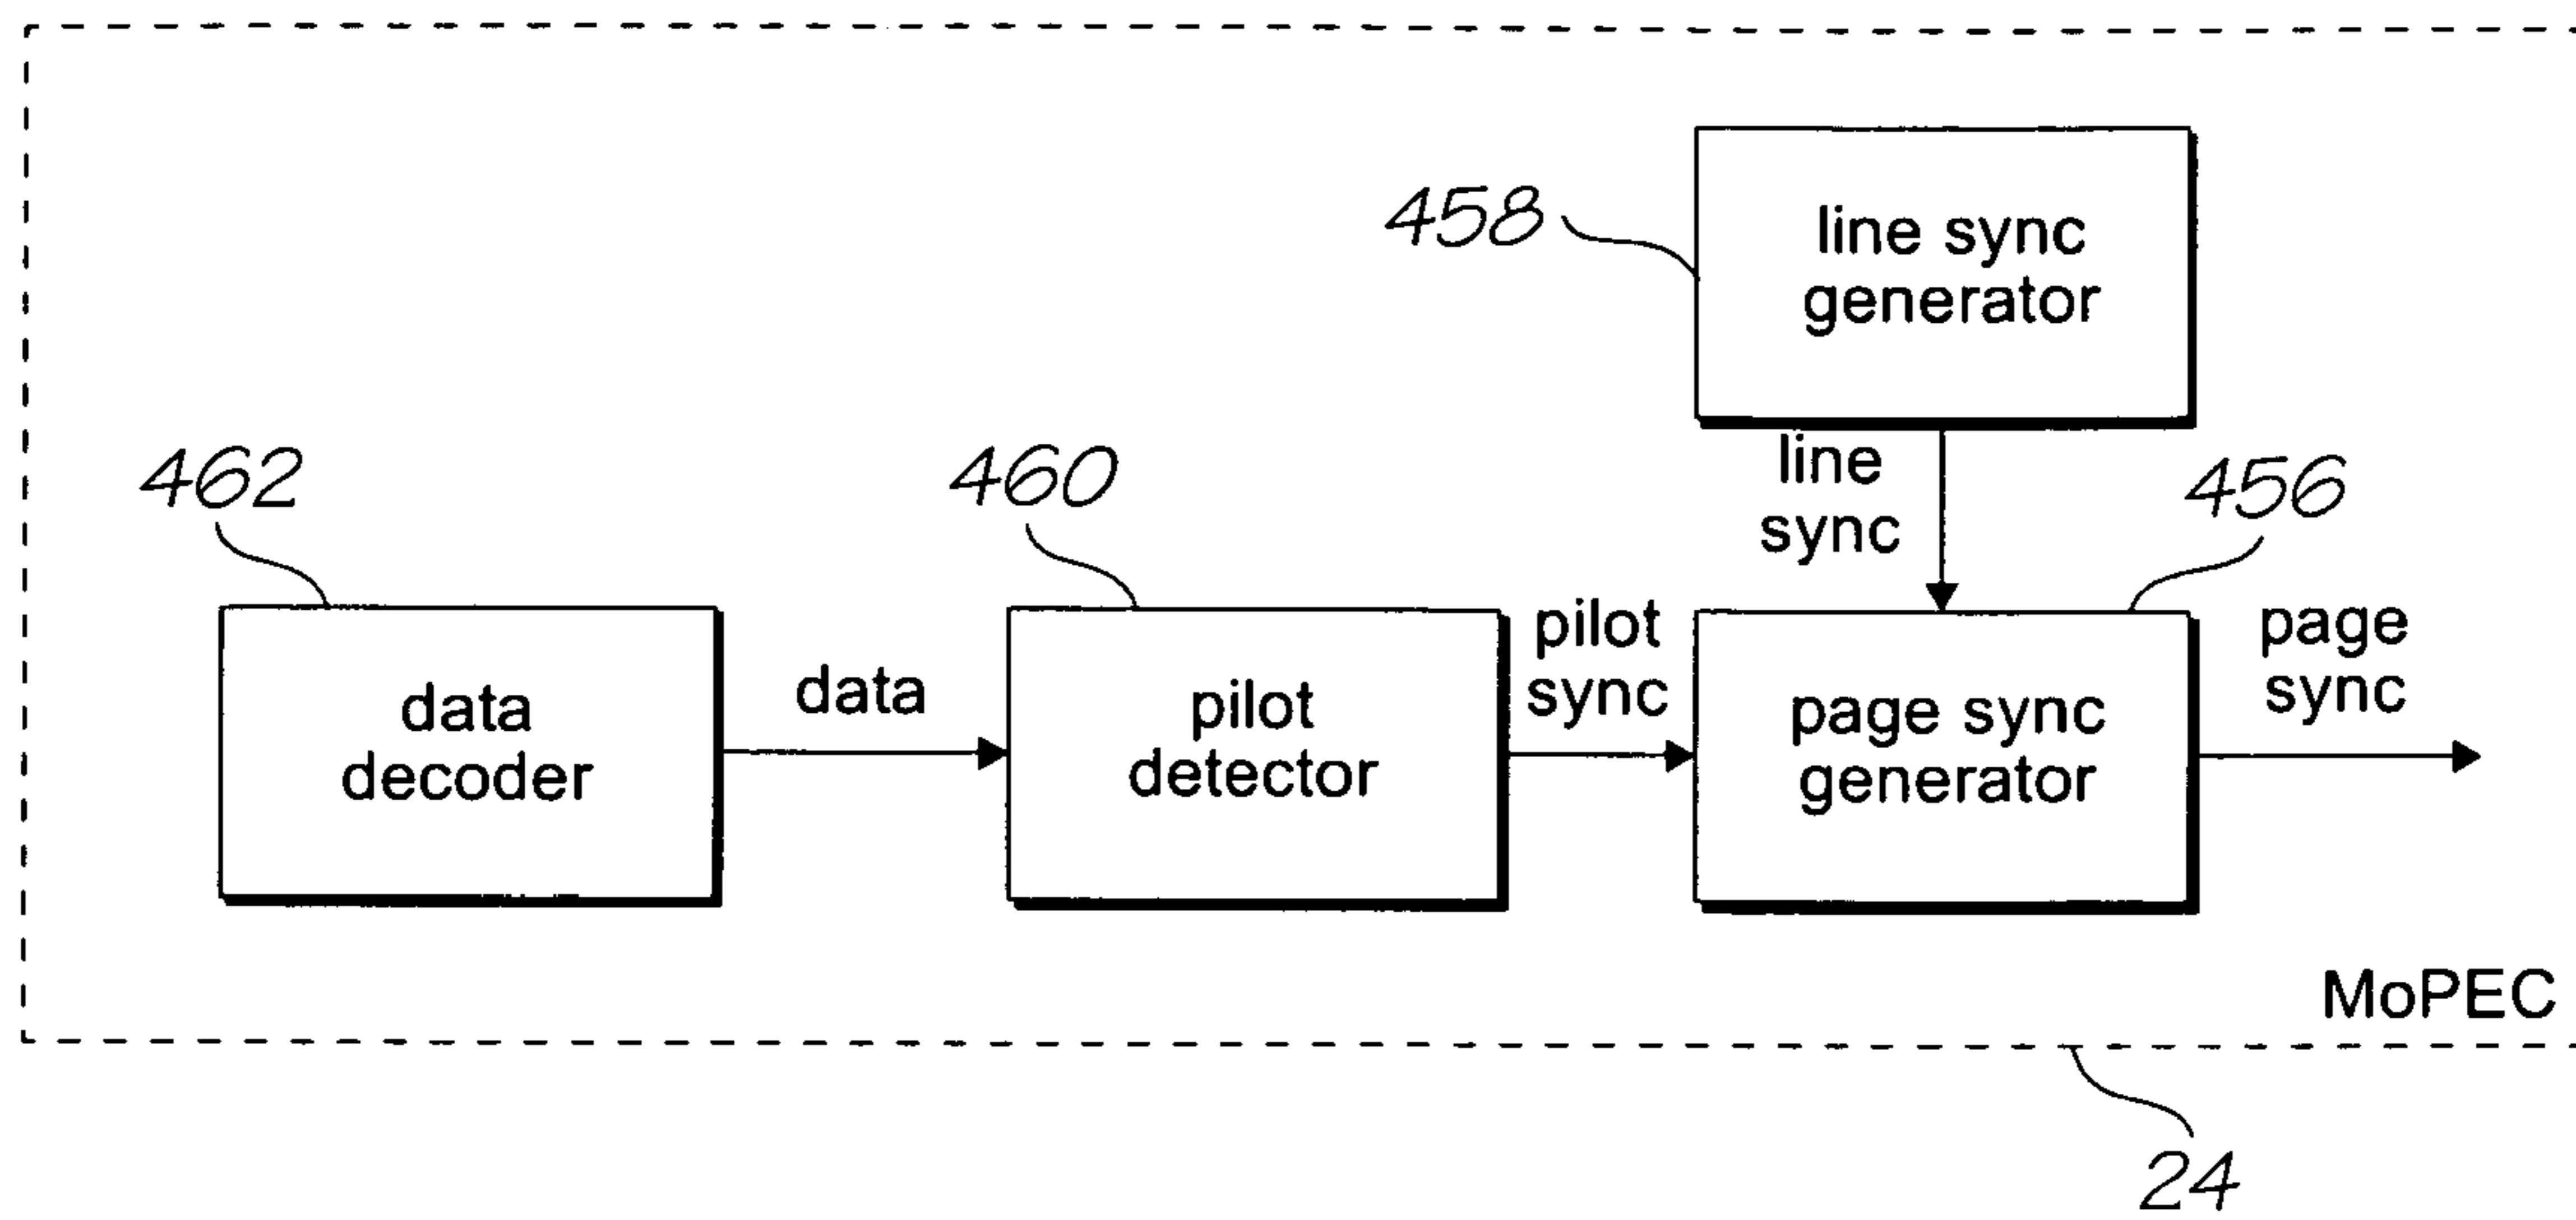 458
line sync
generator
line
sync
456
462
460
data
decoder
data
pilot
detector
pilot
sync
page sync
generator
page
sync
MoPEC
24